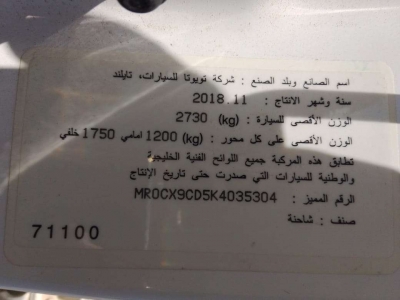 اسم الصانع وبلد الصنع : شركة تويوتا للسيارات، تايلند
سنة وشهر الانتاج : 2018.11
الوزن الأقصى للسيارة : (kg) 2730
الوزن الأقصى على كل محور : (kg) 1200 امامي 1750 خلفي
تطابق هذه المركبة جميع اللوائح الفنية الخليجية
والوطنية للسيارات التي صدرت حتى تاريخ الإنتاج
الرقم المميز : MR0CX9CD5K4035304
صنف : شاحنة
71100